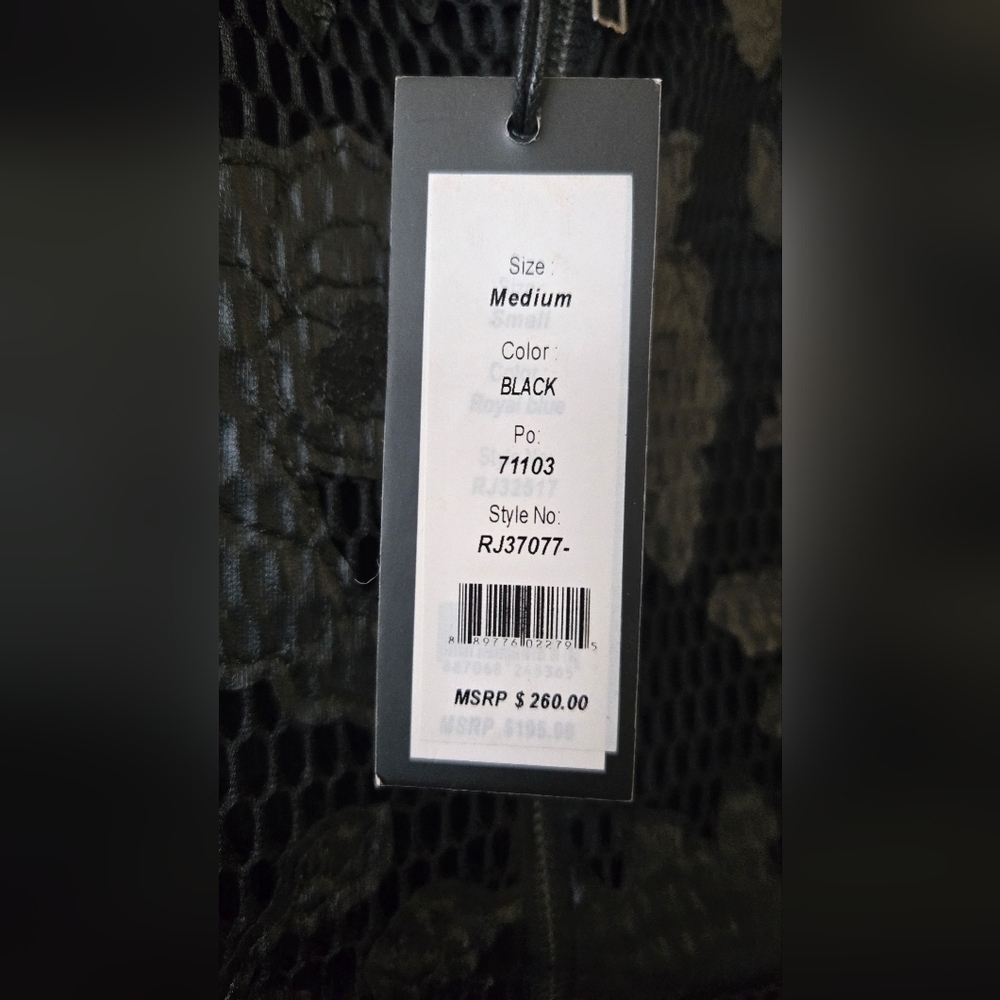 Size :
Medium
Small
Color :
BLACK
Royal blue
Po:
71103
Style No:
RJ37077-
8 89776 02279 5
MSRP $ 260.00
MSRP $195.00